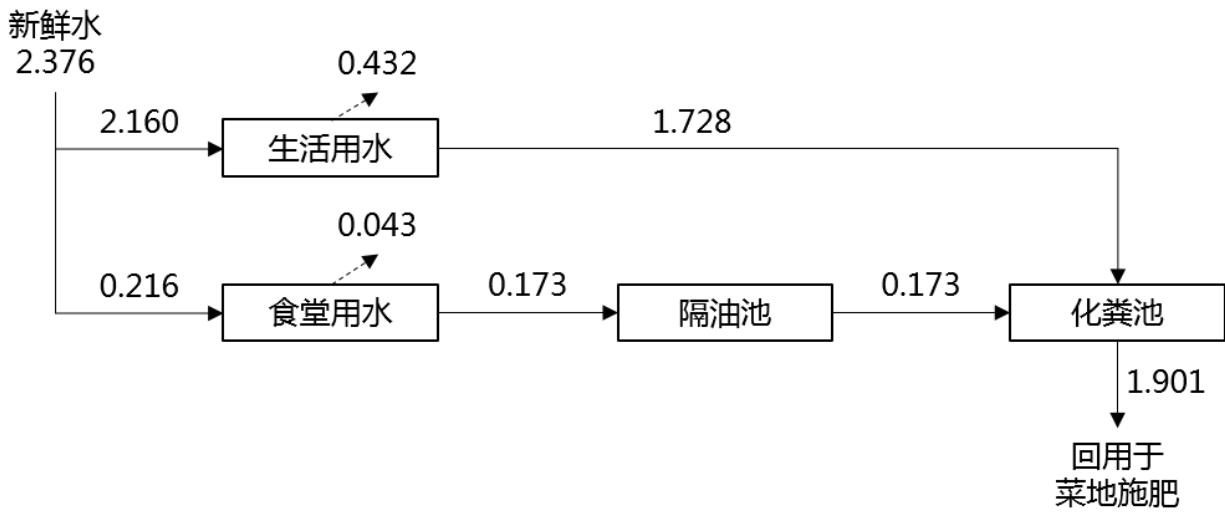 新鲜水
2.376
0.432
2.160
生活用水
1.728
0.043
0.216
食堂用水
0.173
隔油池
0.173
化粪池
1.901
回用于
菜地施肥